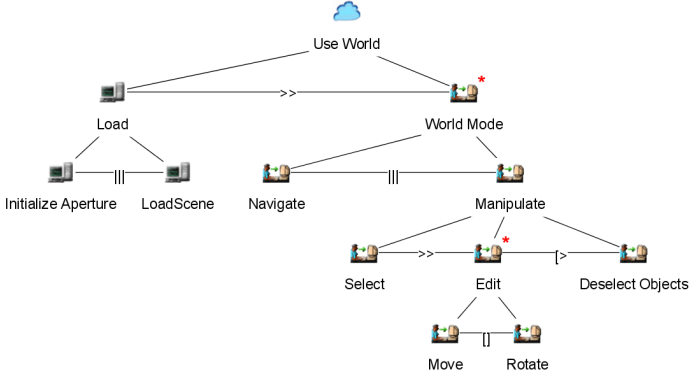 Use World
>>
*
Load
World Mode
|||
|||
Initialize Aperture
LoadScene
Navigate
Manipulate
>>
*
[>
Select
Edit
Deselect Objects
[]
Move
Rotate